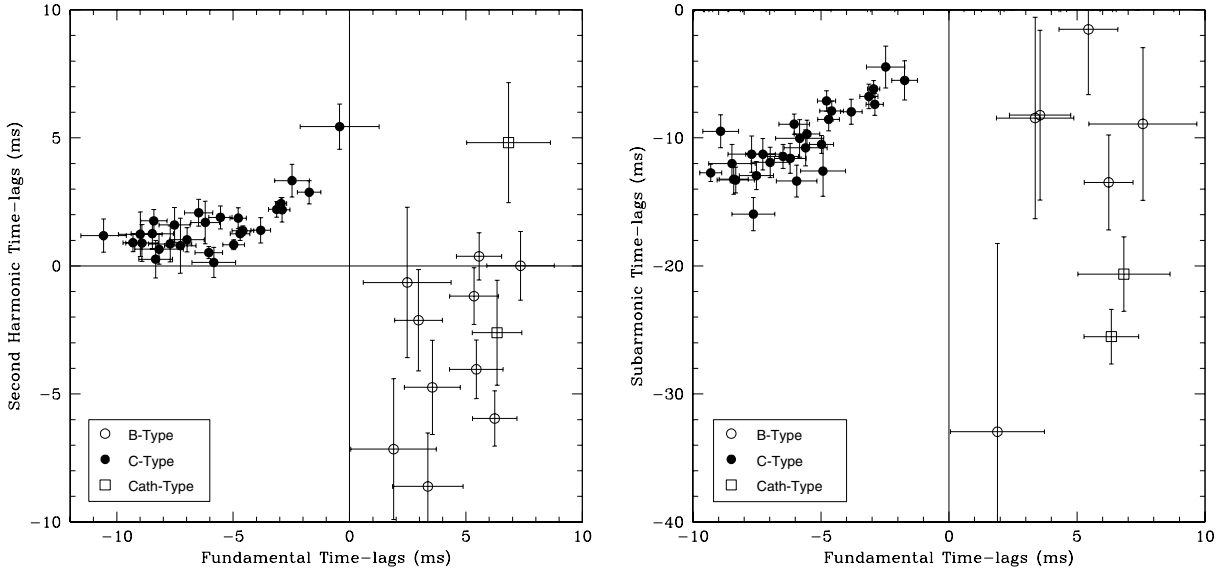 10
5
0
−5
−10
Second Harmonic Time−lags (ms)
−10
−5
0
5
10
Fundamental Time−lags (ms)
B-Type
C-Type
Cath-Type
0
−10
−20
−30
−40
Subarmonic Time−lags (ms)
−10
−5
0
5
10
Fundamental Time−lags (ms)
B-Type
C-Type
Cath-Type